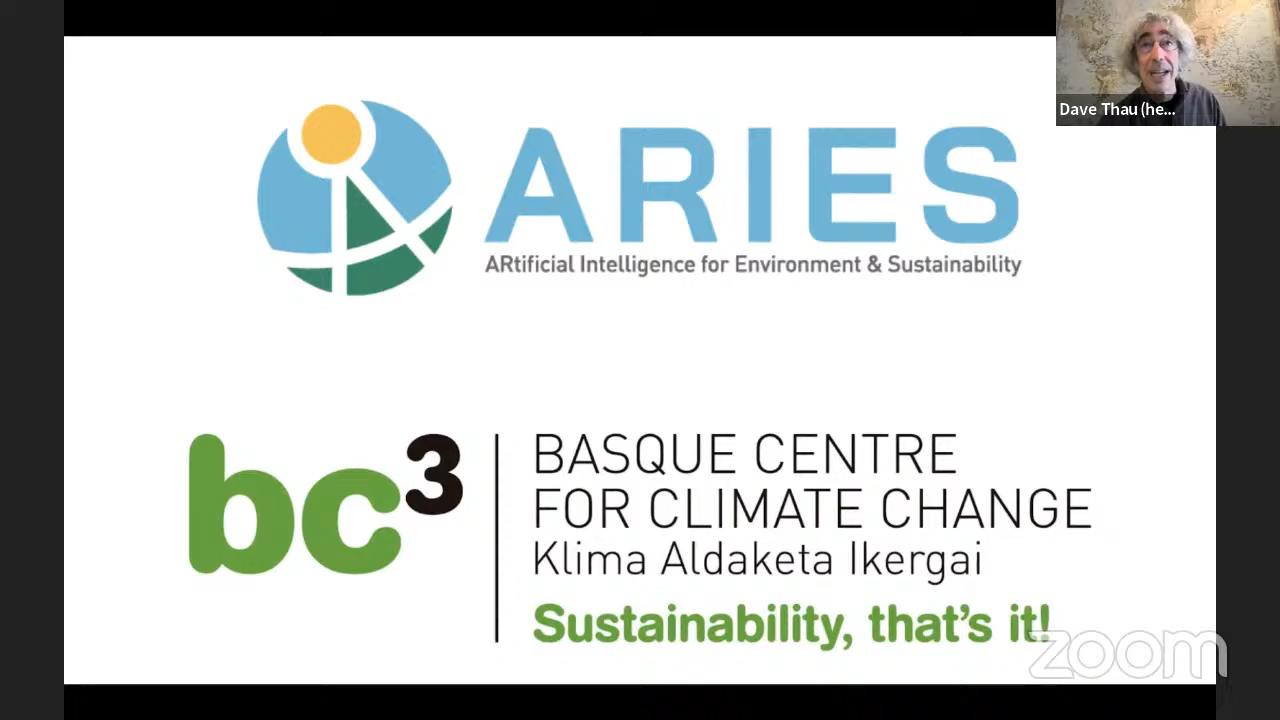 Dave Thau (he...
ARIES
ARtificial Intelligence for Environment & Sustainability
bc³
BASQUE CENTRE
FOR CLIMATE CHANGE
Klima Aldaketa Ikergai
Sustainability, that's it!
zoom